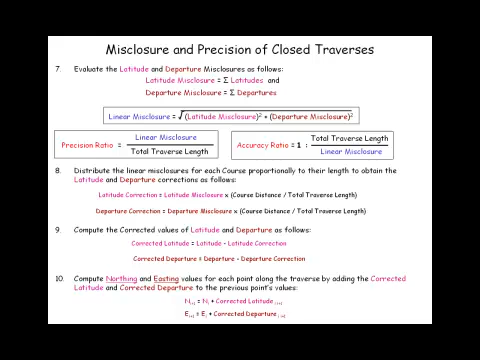 Misclosure and Precision of Closed Traverses
7. Evaluate the Latitude and Departure Misclosures as follows:
Latitude Misclosure = Σ Latitudes and
Departure Misclosure = Σ Departures
Linear Misclosure = √(Latitude Misclosure)² + (Departure Misclosure)²
Precision Ratio = Linear Misclosure / Total Traverse Length
Accuracy Ratio = 1 : Total Traverse Length / Linear Misclosure
8. Distribute the linear misclosures for each Course proportionally to their length to obtain the
Latitude and Departure corrections as follows:
Latitude Correction = Latitude Misclosure x (Course Distance / Total Traverse Length)
Departure Correction = Departure Misclosure x (Course Distance / Total Traverse Length)
9. Compute the Corrected values of Latitude and Departure as follows:
Corrected Latitude = Latitude - Latitude Correction
Corrected Departure = Departure - Departure Correction
10. Compute Northing and Easting values for each point along the traverse by adding the Corrected
Latitude and Corrected Departure to the previous point's values:
Nᵢ₊₁ = Nᵢ + Corrected Latitude ᵢ₊₁
Eᵢ₊₁ = Eᵢ + Corrected Departure ᵢ₊₁